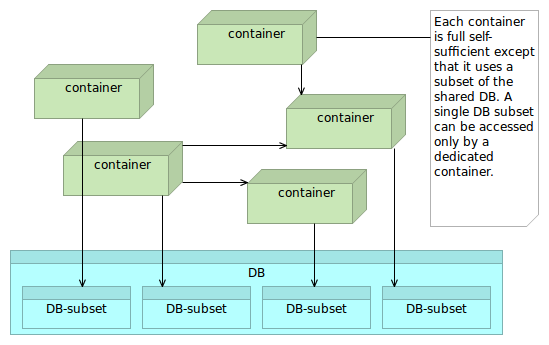 container
Each container
is full self-
sufficient except
that it uses a
subset of the
shared DB. A
single DB subset
can be accessed
only by a
dedicated
container.
container
container
container
container
DB
DB-subset
DB-subset
DB-subset
DB-subset